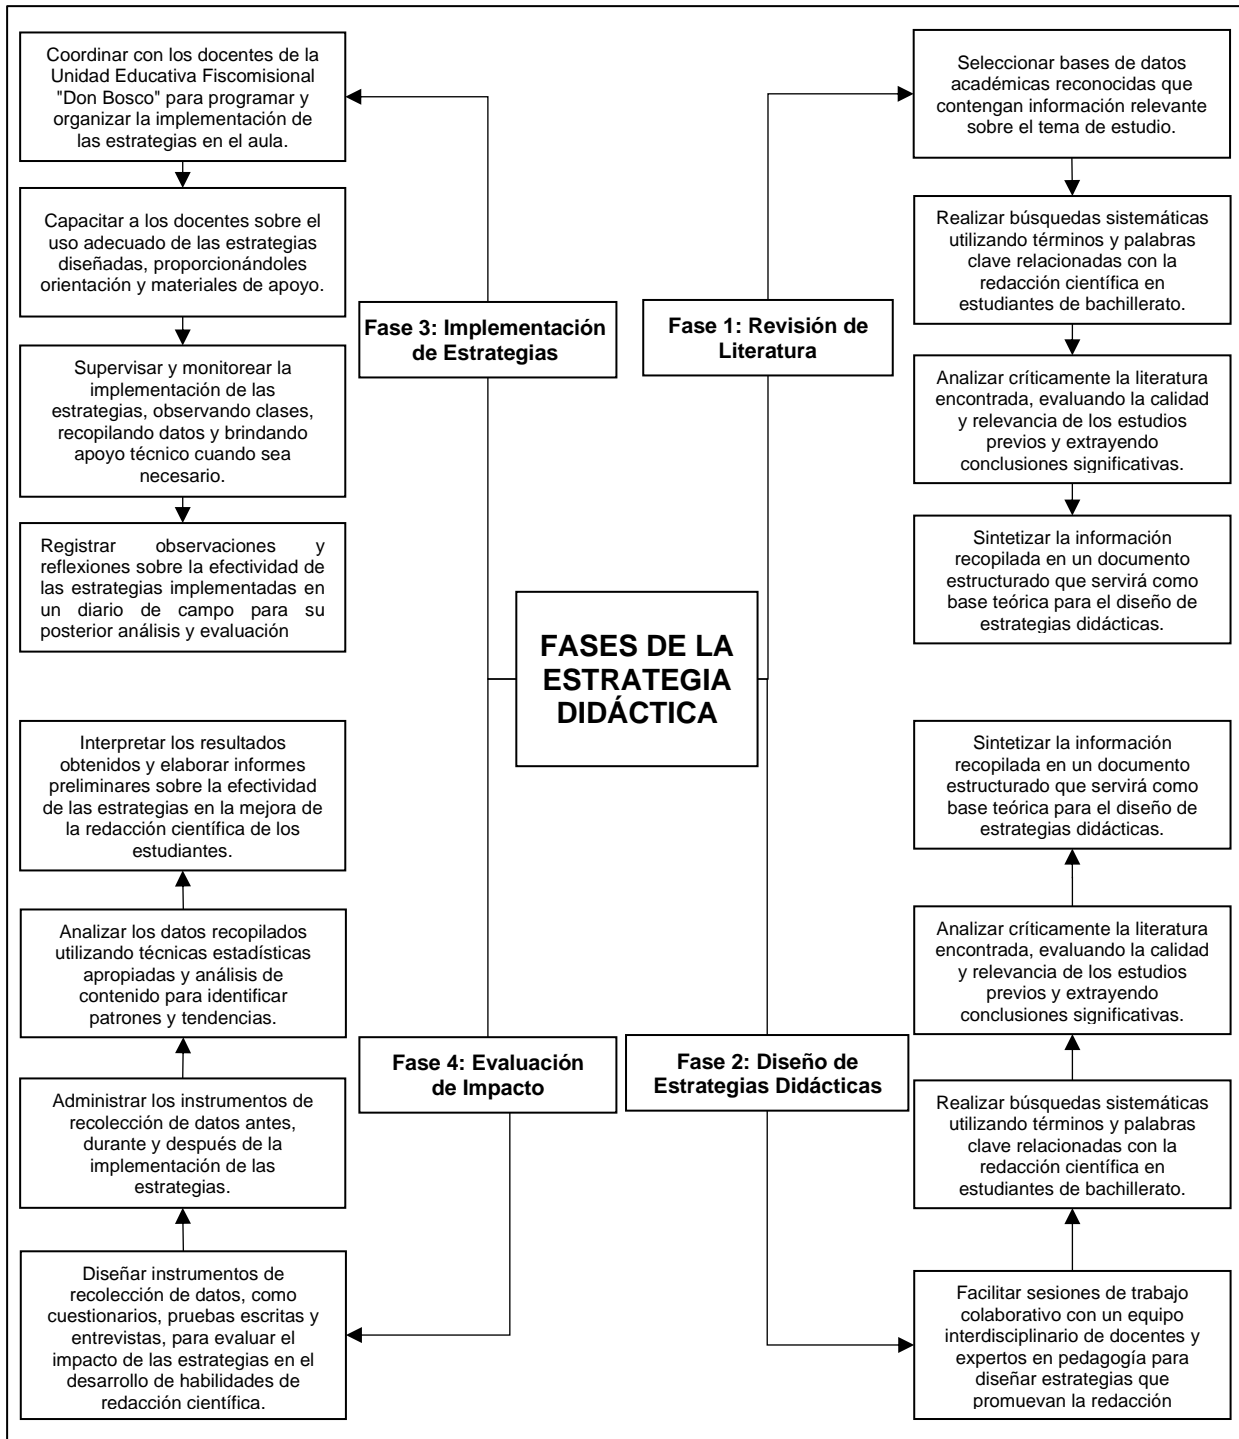 Coordinar con los docentes de la
Unidad Educativa Fiscomisional
"Don Bosco" para programar y
organizar la implementación de
las estrategias en el aula.
Capacitar a los docentes sobre el
uso adecuado de las estrategias
diseñadas, proporcionándoles
orientación y materiales de apoyo.
Supervisar y monitorear la
implementación de las
estrategias, observando clases,
recopilando datos y brindando
apoyo técnico cuando sea
necesario.
Registrar observaciones y
reflexiones sobre la efectividad de
las estrategias implementadas en
un diario de campo para su
posterior análisis y evaluación
Fase 3: Implementación
de Estrategias
Fase 1: Revisión de
Literatura
Seleccionar bases de datos
académicas reconocidas que
contengan información relevante
sobre el tema de estudio.
Realizar búsquedas sistemáticas
utilizando términos y palabras
clave relacionadas con la
redacción científica en
estudiantes de bachillerato.
Analizar críticamente la literatura
encontrada, evaluando la calidad
y relevancia de los estudios
previos y extrayendo
conclusiones significativas.
Sintetizar la información
recopilada en un documento
estructurado que servirá como
base teórica para el diseño de
estrategias didácticas.
FASES DE LA
ESTRATEGIA
DIDÁCTICA
Interpretar los resultados
obtenidos y elaborar informes
preliminares sobre la efectividad
de las estrategias en la mejora de
la redacción científica de los
estudiantes.
Analizar los datos recopilados
utilizando técnicas estadísticas
apropiadas y análisis de
contenido para identificar
patrones y tendencias.
Administrar los instrumentos de
recolección de datos antes,
durante y después de la
implementación de las
estrategias.
Diseñar instrumentos de
recolección de datos, como
cuestionarios, pruebas escritas y
entrevistas, para evaluar el
impacto de las estrategias en el
desarrollo de habilidades de
redacción científica.
Fase 4: Evaluación
de Impacto
Fase 2: Diseño de
Estrategias Didácticas
Sintetizar la información
recopilada en un documento
estructurado que servirá como
base teórica para el diseño de
estrategias didácticas.
Analizar críticamente la literatura
encontrada, evaluando la calidad
y relevancia de los estudios
previos y extrayendo
conclusiones significativas.
Realizar búsquedas sistemáticas
utilizando términos y palabras
clave relacionadas con la
redacción científica en
estudiantes de bachillerato.
Facilitar sesiones de trabajo
colaborativo con un equipo
interdisciplinario de docentes y
expertos en pedagogía para
diseñar estrategias que
promuevan la redacción